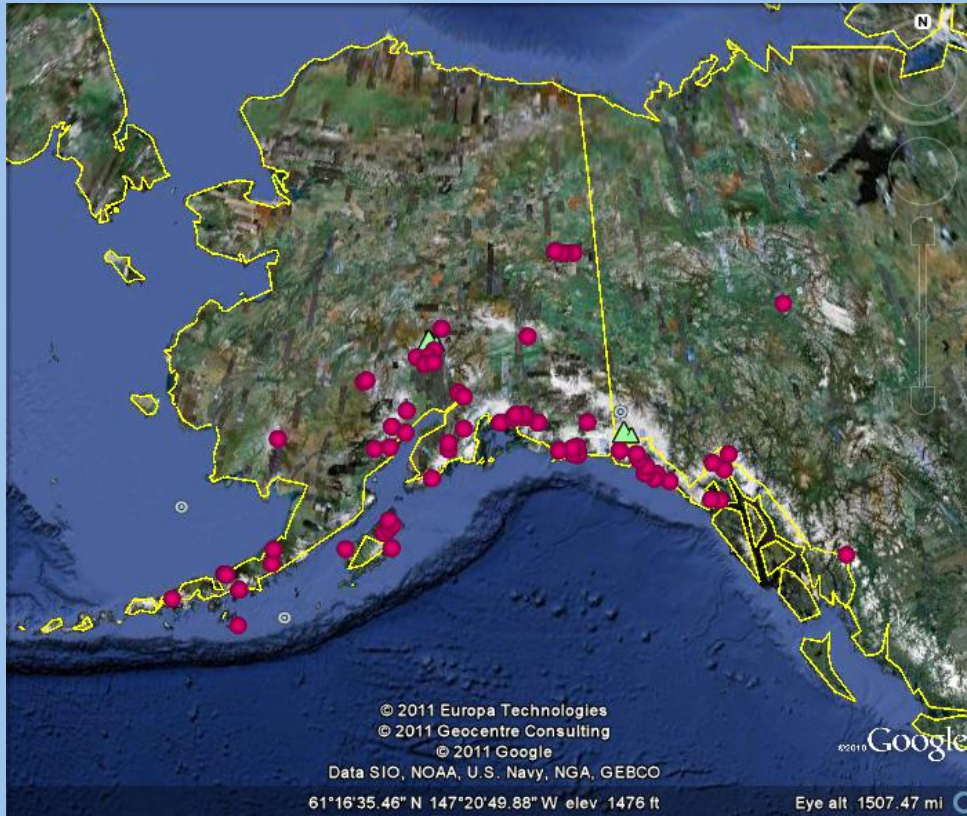 N
© 2011 Europa Technologies
© 2011 Geocentre Consulting
© 2011 Google
Data SIO, NOAA, U.S. Navy, NGA, GEBCO
©2010 Google
61°16'35.46" N 147°20'49.88" W elev 1476 ft
Eye alt 1507.47 mi